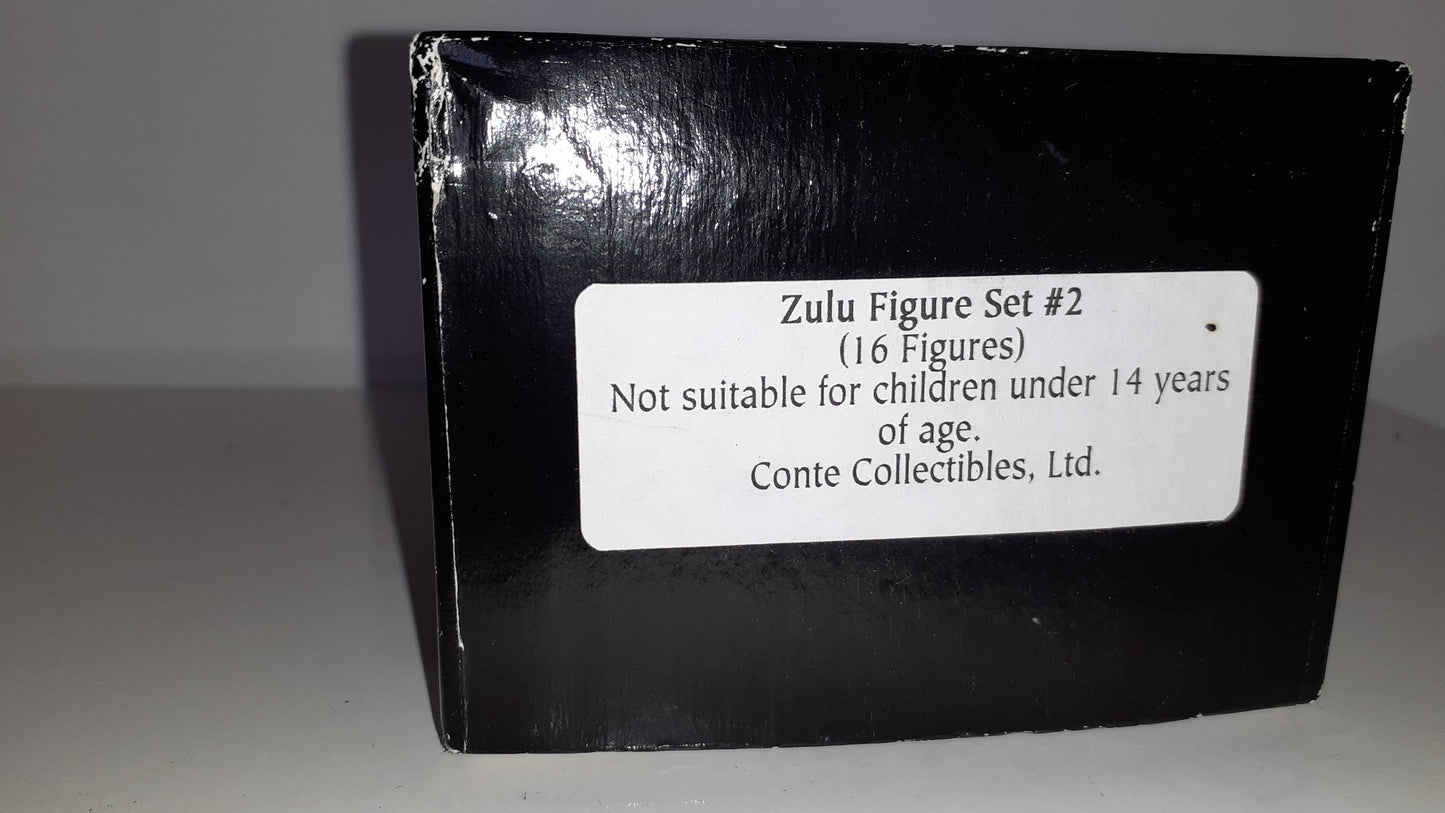 Zulu Figure Set #2
(16 Figures)
Not suitable for children under 14 years
of age.
Conte Collectibles, Ltd.